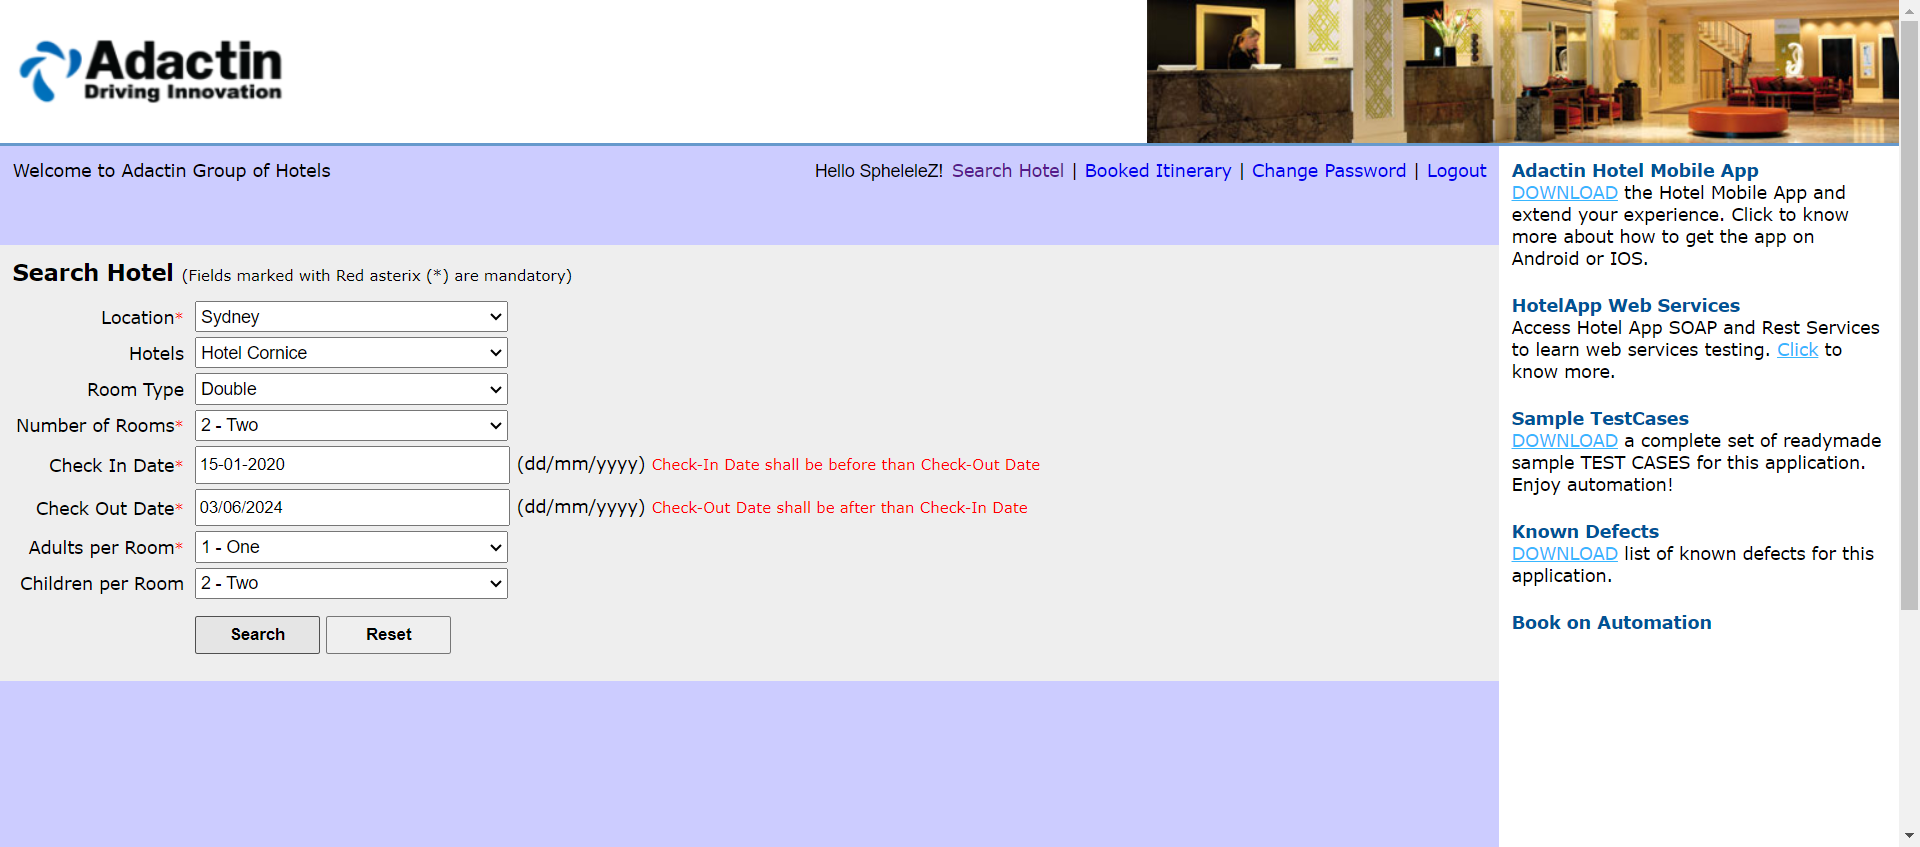 Adactin
Driving Innovation
Welcome to Adactin Group of Hotels
Hello SpheleleZ! Search Hotel | Booked Itinerary | Change Password | Logout
Search Hotel (Fields marked with Red asterix (*) are mandatory)
Location* Sydney
Hotels Hotel Cornice
Room Type Double
Number of Rooms* 2 - Two
Check In Date* 15-01-2020 (dd/mm/yyyy) Check-In Date shall be before than Check-Out Date
Check Out Date* 03/06/2024 (dd/mm/yyyy) Check-Out Date shall be after than Check-In Date
Adults per Room* 1 - One
Children per Room 2 - Two
Search Reset
Adactin Hotel Mobile App
DOWNLOAD the Hotel Mobile App and
extend your experience. Click to know
more about how to get the app on
Android or IOS.
HotelApp Web Services
Access Hotel App SOAP and Rest Services
to learn web services testing. Click to
know more.
Sample TestCases
DOWNLOAD a complete set of readymade
sample TEST CASES for this application.
Enjoy automation!
Known Defects
DOWNLOAD list of known defects for this
application.
Book on Automation